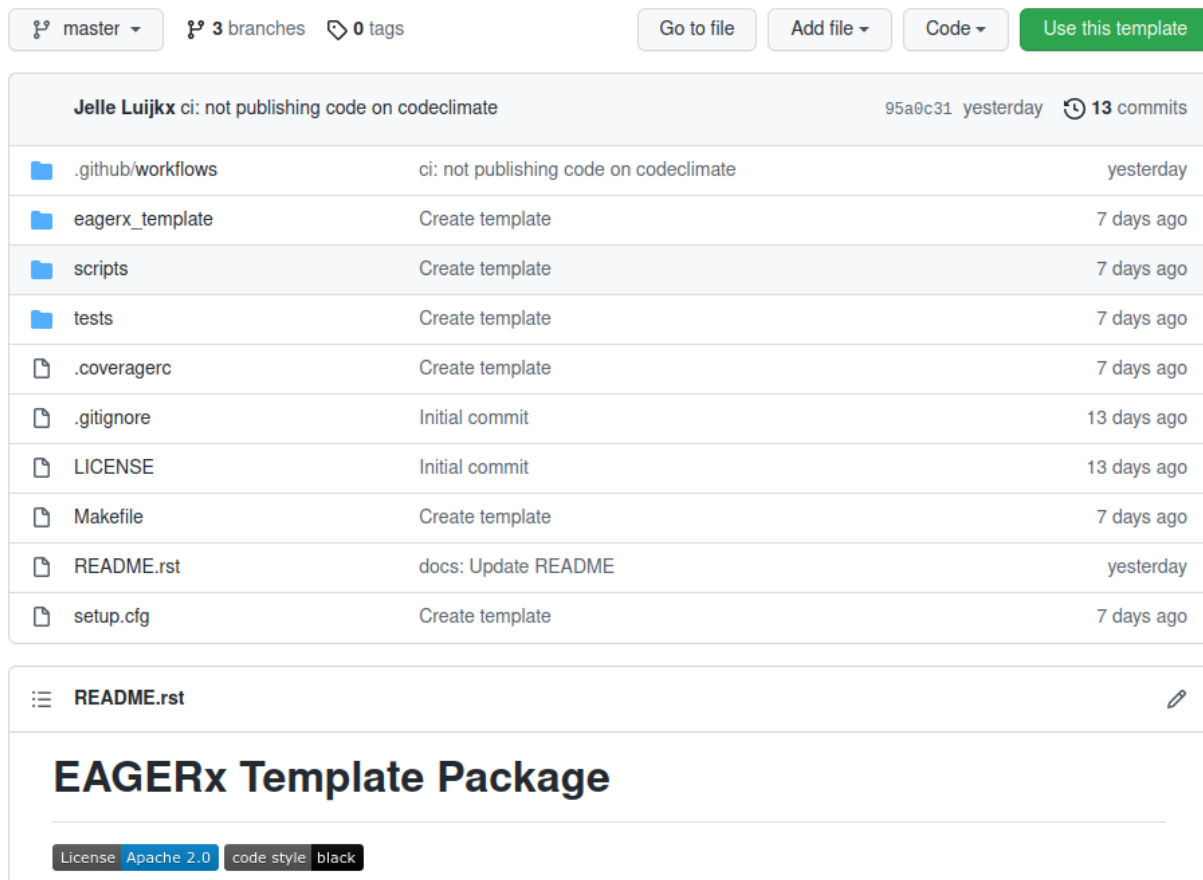 master 3 branches 0 tags Go to file Add file Code Use this template
Jelle Luijkx ci: not publishing code on codeclimate 95a0c31 yesterday 13 commits
.github/workflows ci: not publishing code on codeclimate yesterday
eagerx_template Create template 7 days ago
scripts Create template 7 days ago
tests Create template 7 days ago
.coveragerc Create template 7 days ago
.gitignore Initial commit 13 days ago
LICENSE Initial commit 13 days ago
Makefile Create template 7 days ago
README.rst docs: Update README yesterday
setup.cfg Create template 7 days ago
README.rst
EAGERx Template Package
License Apache 2.0 code style black